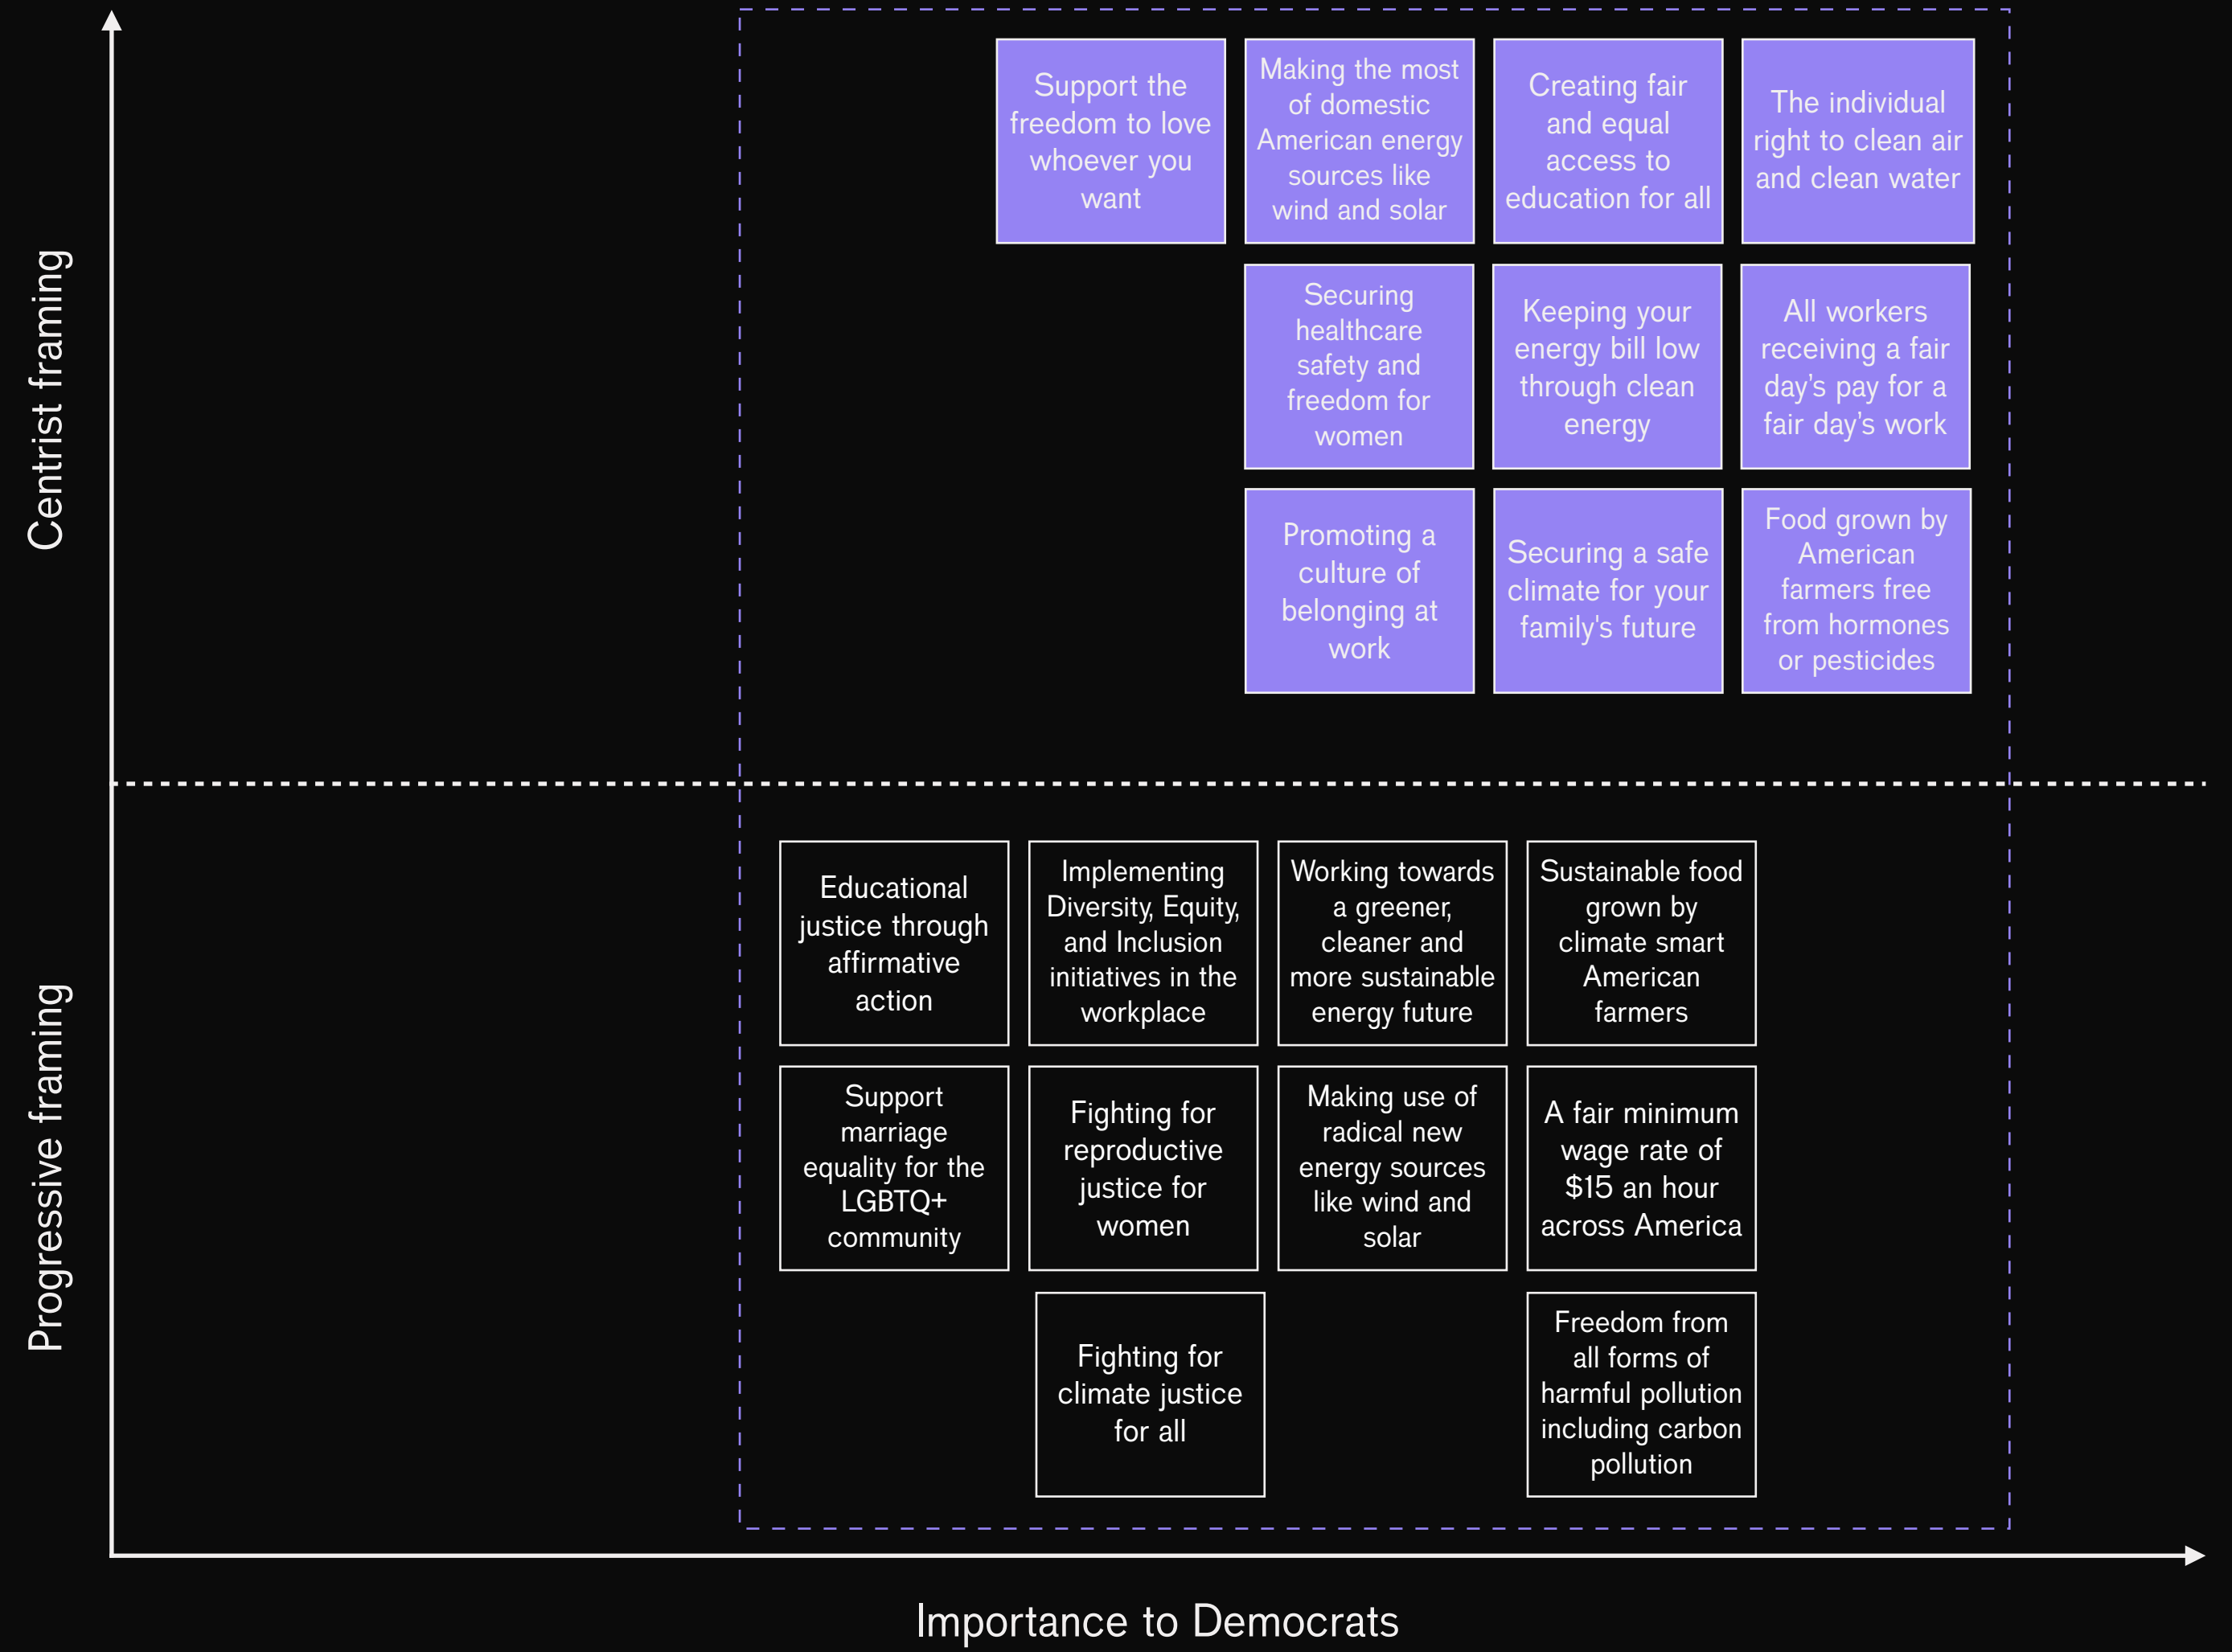 Centrist framing
Support the
freedom to love
whoever you
want
Making the most
of domestic
American energy
sources like
wind and solar
Creating fair
and equal
access to
education for all
The individual
right to clean air
and clean water
Securing
healthcare
safety and
freedom for
women
Keeping your
energy bill low
through clean
energy
All workers
receiving a fair
day’s pay for a
fair day’s work
Promoting a
culture of
belonging at
work
Securing a safe
climate for your
family's future
Food grown by
American
farmers free
from hormones
or pesticides
Progressive framing
Educational
justice through
affirmative
action
Implementing
Diversity, Equity,
and Inclusion
initiatives in the
workplace
Working towards
a greener,
cleaner and
more sustainable
energy future
Sustainable food
grown by
climate smart
American
farmers
Support
marriage
equality for the
LGBTQ+
community
Fighting for
reproductive
justice for
women
Making use of
radical new
energy sources
like wind and
solar
A fair minimum
wage rate of
$15 an hour
across America
Fighting for
climate justice
for all
Freedom from
all forms of
harmful pollution
including carbon
pollution
Importance to Democrats